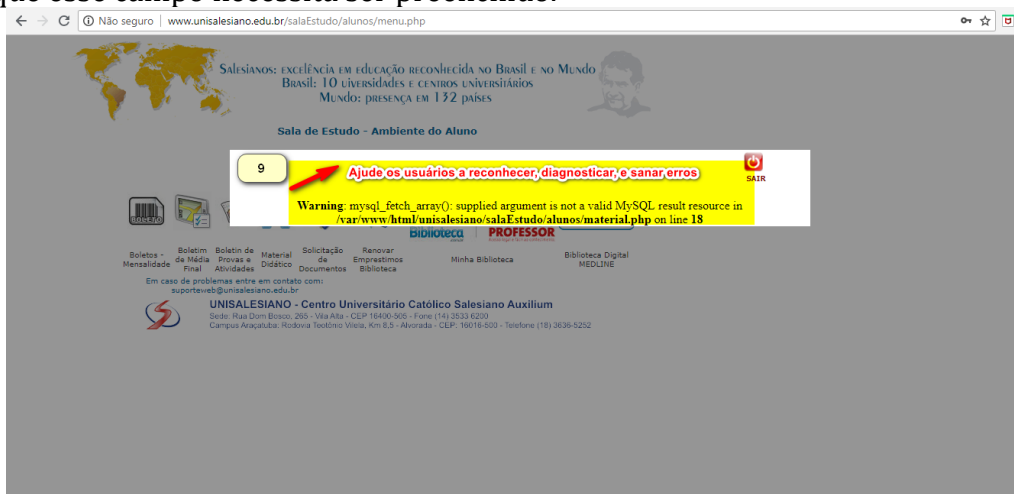 que esse campo necessita ser preenchido.
Não seguro | www.unisalesiano.edu.br/salaEstudo/alunos/menu.php
Salesianos: excelência em educação reconhecida no Brasil e no Mundo
Brasil: 10 uiversidades e centros universitários
Mundo: presença em 132 países
Sala de Estudo - Ambiente do Aluno
9
Ajude os usuários a reconhecer, diagnosticar, e sanar erros
SAIR
Warning: mysql_fetch_array(): supplied argument is not a valid MySQL result resource in
/var/www/html/unisalesiano/salaEstudo/alunos/material.php on line 18
BOLETO
Biblioteca
PROFESSOR
Boletos -
Mensalidade
Boletim
de Média
Final
Boletin de
Provas e
Atividades
Material
Didático
Solicitação
de
Documentos
Renovar
Emprestimos
Biblioteca
Minha Biblioteca
Biblioteca Digital
MEDLINE
Em caso de problemas entre em contato com:
suporteweb@unisalesiano.edu.br
UNISALESIANO - Centro Universitário Católico Salesiano Auxilium
Sede: Rua Dom Bosco, 265 - Vila Alta - CEP 16400-505 - Fone (14) 3533 6200
Campus Araçatuba: Rodovia Teotônio Vilela, Km 8,5 - Alvorada - CEP: 16016-500 - Telefone (18) 3636-5252